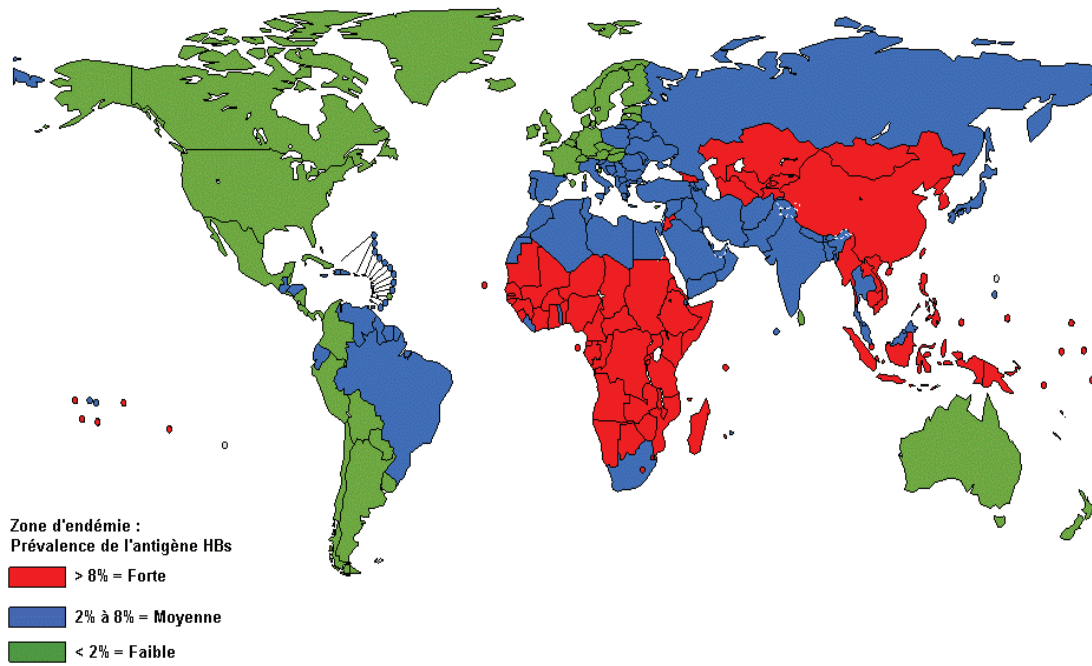 Zone d'endémie :
Prévalence de l'antigène HBs
> 8% = Forte
2% à 8% = Moyenne
< 2% = Faible